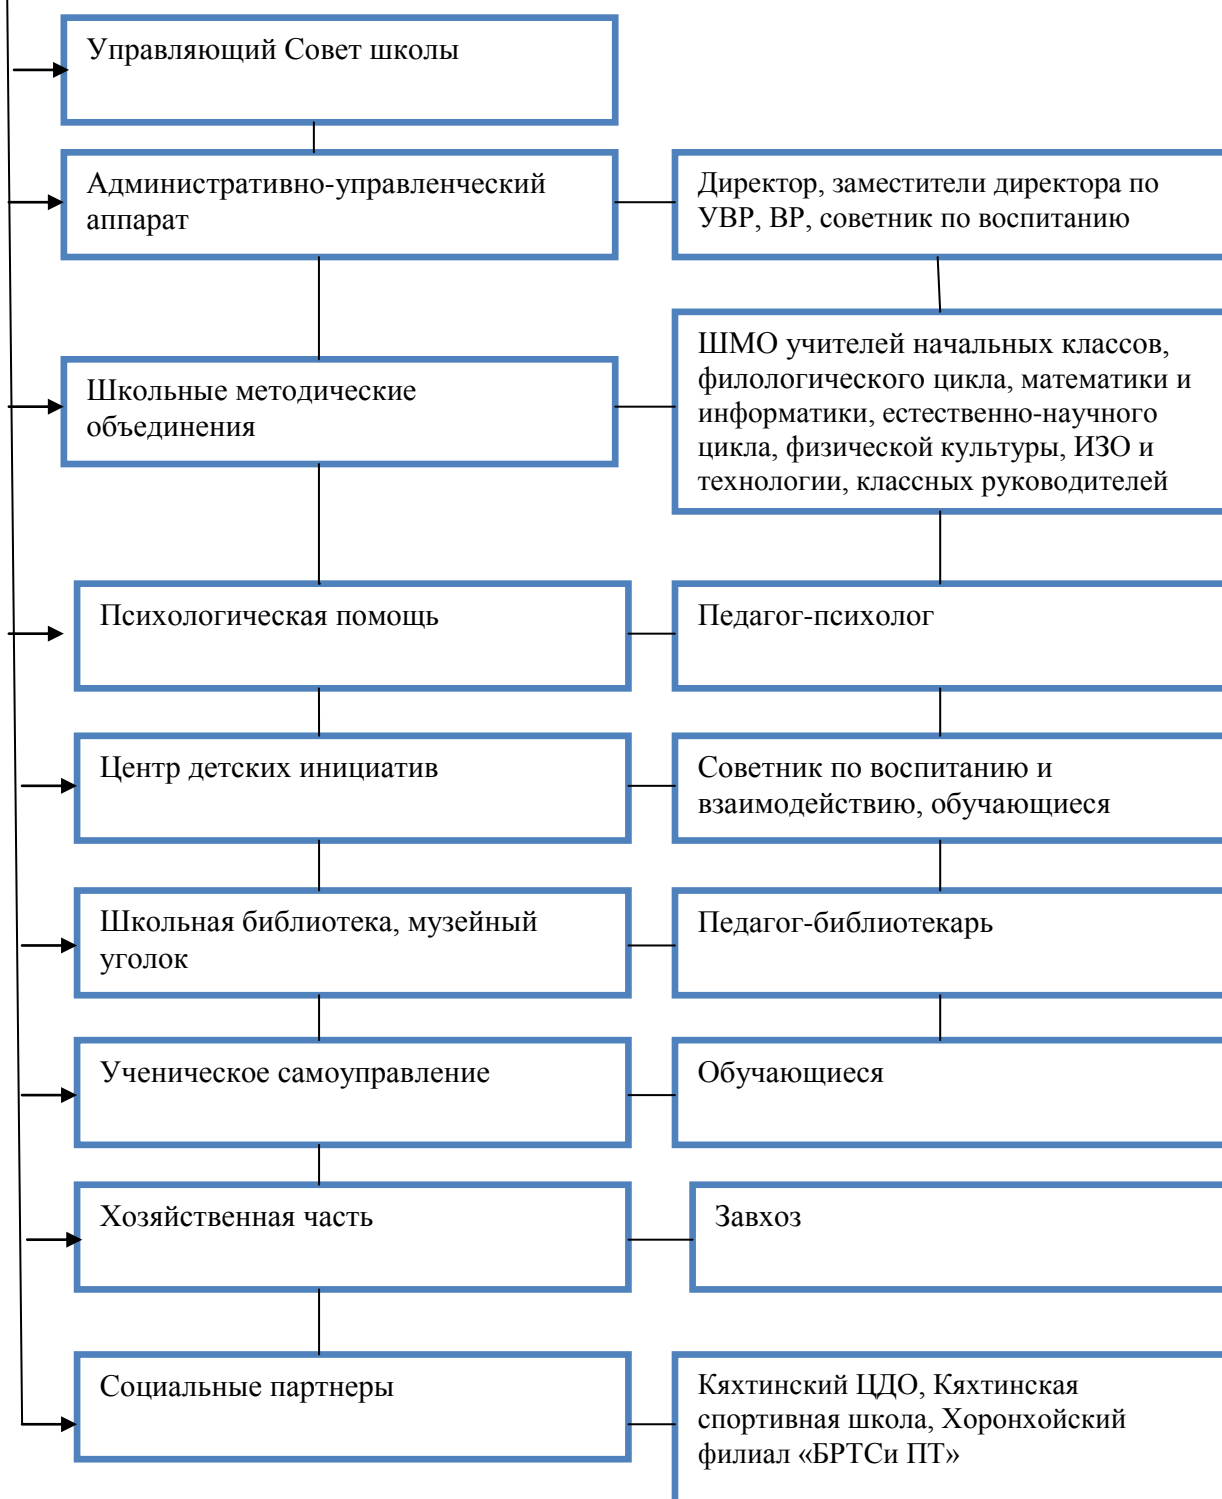 Управляющий Совет школы
Административно-управленческий
аппарат
Директор, заместители директора по
УВР, ВР, советник по воспитанию
Школьные методические
объединения
ШМО учителей начальных классов,
филологического цикла, математики и
информатики, естественно-научного
цикла, физической культуры, ИЗО и
технологии, классных руководителей
Психологическая помощь
Педагог-психолог
Центр детских инициатив
Советник по воспитанию и
взаимодействию, обучающиеся
Школьная библиотека, музейный
уголок
Педагог-библиотекарь
Ученическое самоуправление
Обучающиеся
Хозяйственная часть
Завхоз
Социальные партнеры
Кяхтинский ЦДО, Кяхтинская
спортивная школа, Хоронхойский
филиал «БРТСи ПТ»